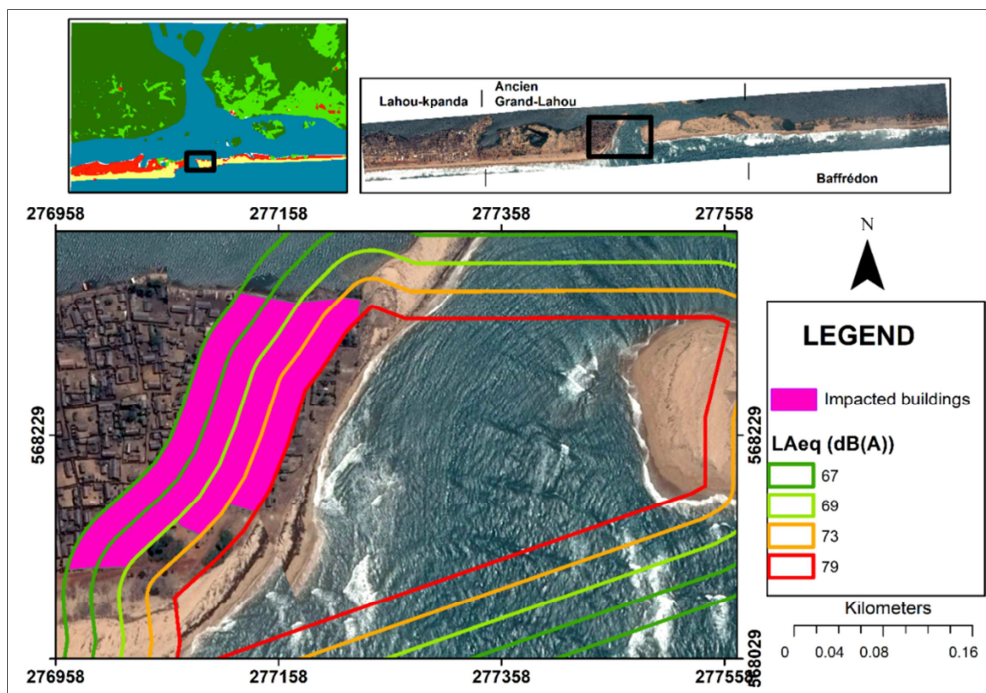 Lahou-kpanda
Ancien
Grand-Lahou
Baffrédon
276958
277158
277358
277558
N
568229
568229
568029
276958
277158
277358
277558
LEGEND
Impacted buildings
LAeq (dB(A))
67
69
73
79
Kilometers
0 0.04 0.08 0.16